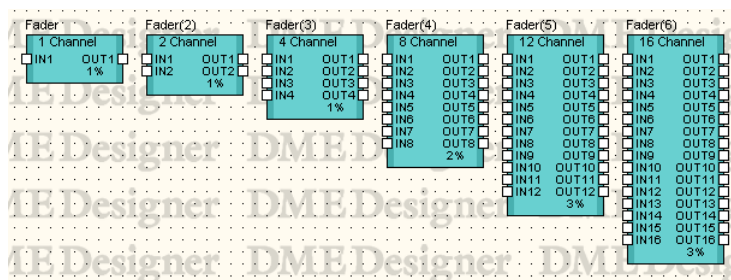 Fader
1 Channel
IN1 OUT1
1%
Fader(2)
2 Channel
IN1 OUT1
IN2 OUT2
1%
Fader(3)
4 Channel
IN1 OUT1
IN2 OUT2
IN3 OUT3
IN4 OUT4
1%
Fader(4)
8 Channel
IN1 OUT1
IN2 OUT2
IN3 OUT3
IN4 OUT4
IN5 OUT5
IN6 OUT6
IN7 OUT7
IN8 OUT8
2%
Fader(5)
12 Channel
IN1 OUT1
IN2 OUT2
IN3 OUT3
IN4 OUT4
IN5 OUT5
IN6 OUT6
IN7 OUT7
IN8 OUT8
IN9 OUT9
IN10 OUT10
IN11 OUT11
IN12 OUT12
3%
Fader(6)
16 Channel
IN1 OUT1
IN2 OUT2
IN3 OUT3
IN4 OUT4
IN5 OUT5
IN6 OUT6
IN7 OUT7
IN8 OUT8
IN9 OUT9
IN10 OUT10
IN11 OUT11
IN12 OUT12
IN13 OUT13
IN14 OUT14
IN15 OUT15
IN16 OUT16
3%
DME Designer